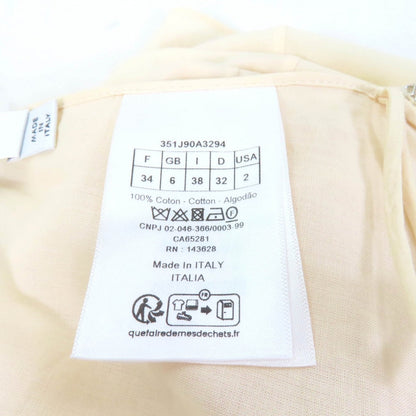 MADE
IN
ITALY
351J90A3294
F GB I D USA
34 6 38 32 2
100% Coton - Cotton - Algodão
CNPJ 02-046-366/0003-99
CA65281
RN : 143628
Made In ITALY
ITALIA
FR
quefairedemesdechets.fr